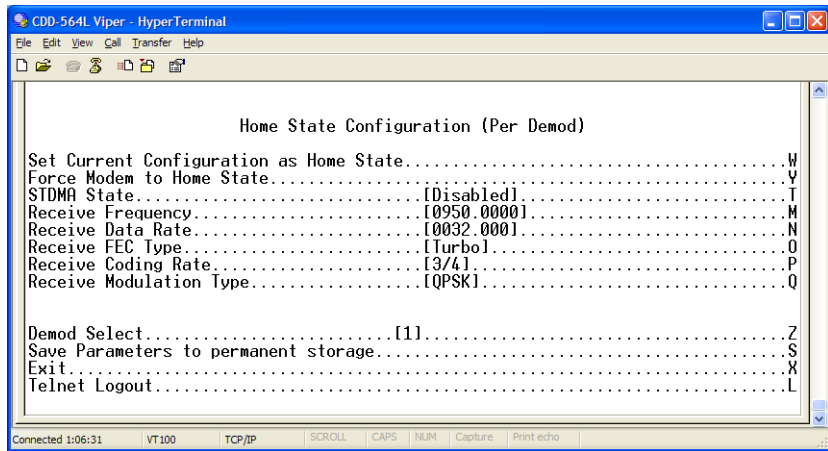 CDD-564L Viper - HyperTerminal
File Edit View Call Transfer Help
Home State Configuration (Per Demod)
Set Current Configuration as Home State.............................................W
Force Modem to Home State...........................................................Y
STDMA State..................................[Disabled]..............................T
Receive Frequency............................[0950.0000].............................M
Receive Data Rate............................[0032.000]..............................N
Receive FEC Type.............................[Turbo].................................O
Receive Coding Rate..........................[3/4]...................................P
Receive Modulation Type......................[QPSK]..................................Q
Demod Select.............................[1].........................................Z
Save Parameters to permanent storage.................................................S
Exit.................................................................................X
Telnet Logout........................................................................L
Connected 1:06:31 VT100 TCP/IP SCROLL CAPS NUM Capture Print echo